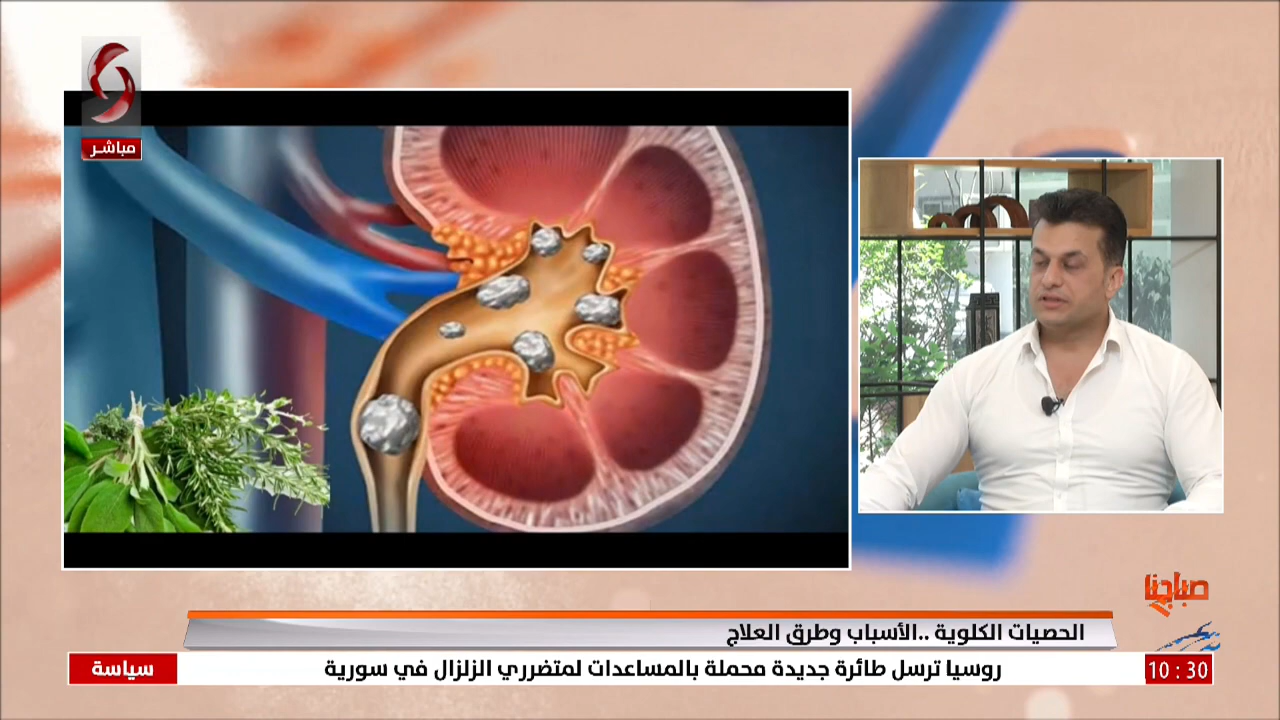 مباشر
صباحنا
الحصيات الكلوية ..الأسباب وطرق العلاج
سياسة
روسيا ترسل طائرة جديدة محملة بالمساعدات لمتضرري الزلزال في سورية
10 : 30